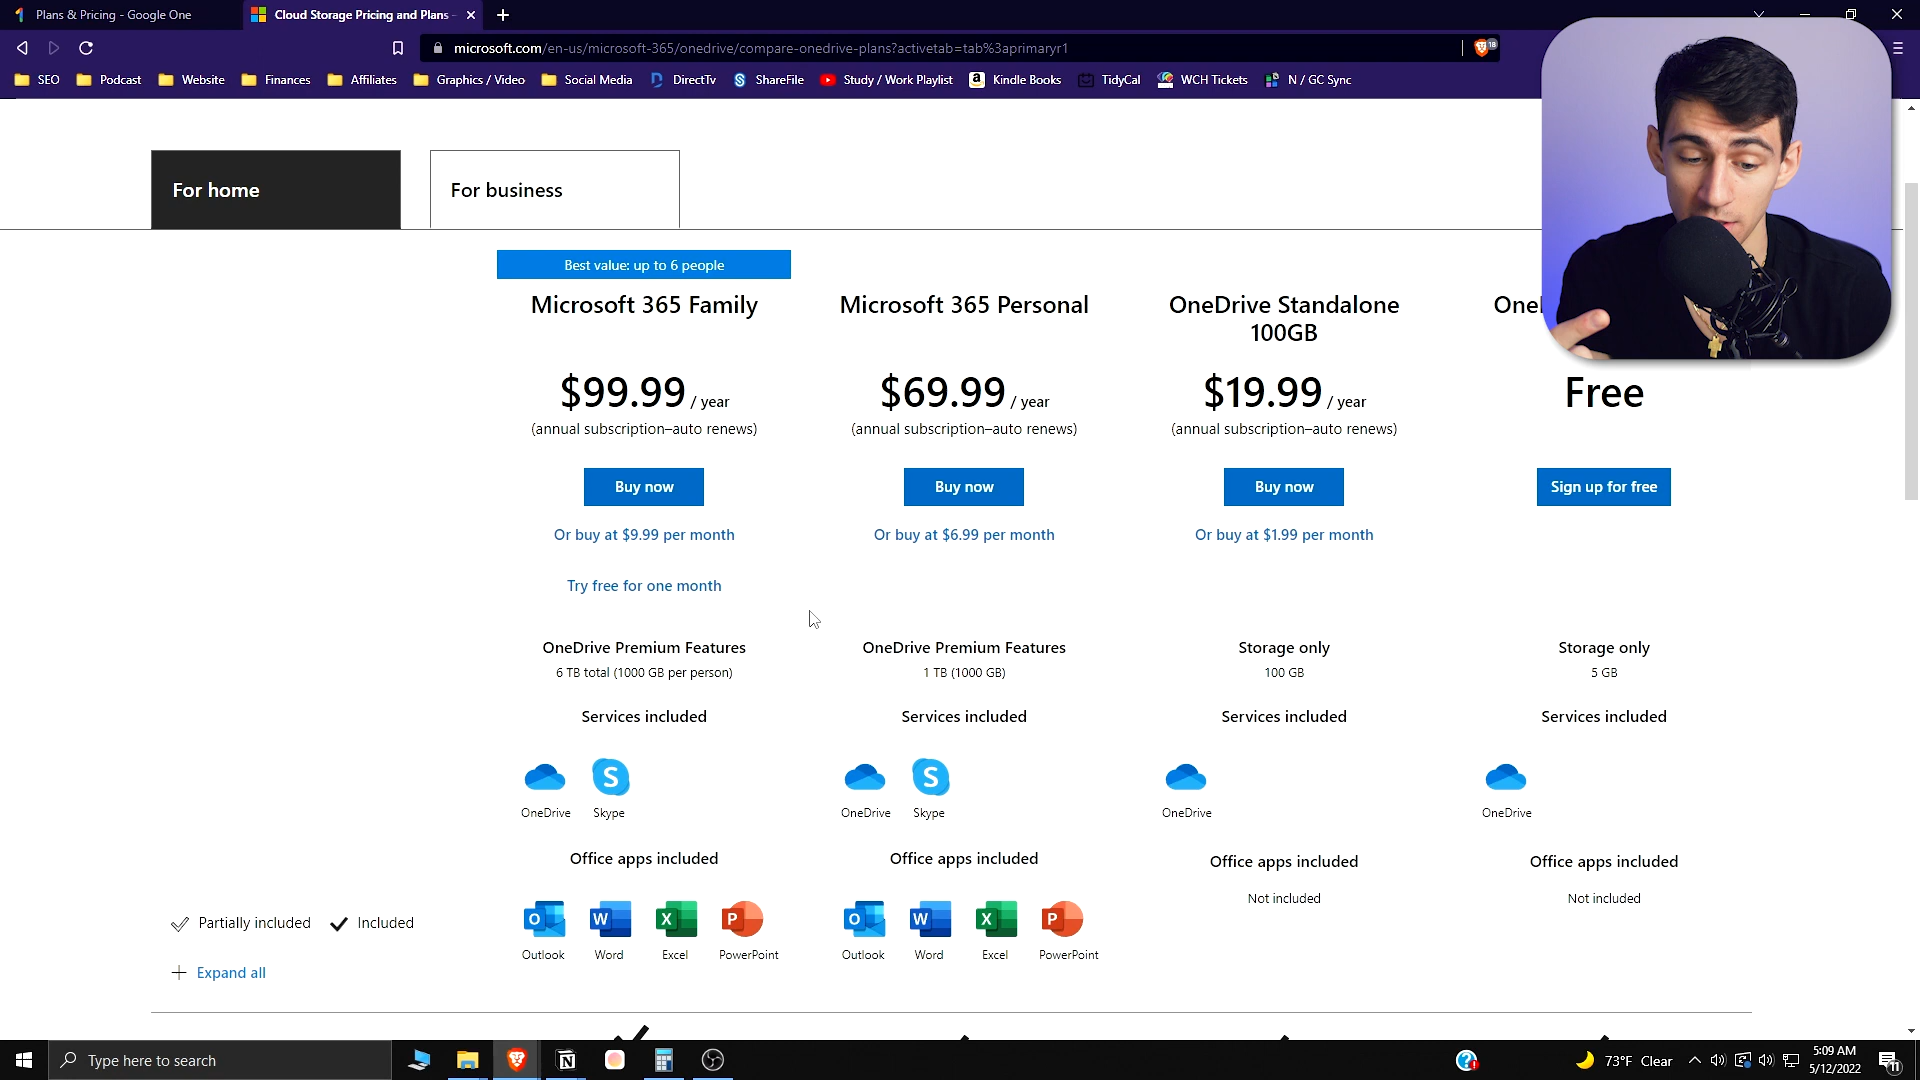 Plans & Pricing - Google One
Cloud Storage Pricing and Plans -
microsoft.com/en-us/microsoft-365/onedrive/compare-onedrive-plans?activetab=tab%3aprimaryr1
18
SEO Podcast Website Finances Affiliates Graphics / Video Social Media DirectTv ShareFile Study / Work Playlist Kindle Books TidyCal WCH Tickets N / GC Sync
For home
For business
Best value: up to 6 people
Microsoft 365 Family
$99.99 / year
(annual subscription–auto renews)
Buy now
Or buy at $9.99 per month
Try free for one month
OneDrive Premium Features
6 TB total (1000 GB per person)
Services included
OneDrive Skype
Office apps included
Outlook Word Excel PowerPoint
Microsoft 365 Personal
$69.99 / year
(annual subscription–auto renews)
Buy now
Or buy at $6.99 per month
OneDrive Premium Features
1 TB (1000 GB)
Services included
OneDrive Skype
Office apps included
Outlook Word Excel PowerPoint
OneDrive Standalone
100GB
$19.99 / year
(annual subscription–auto renews)
Buy now
Or buy at $1.99 per month
Storage only
100 GB
Services included
OneDrive
Office apps included
Not included
Free
Sign up for free
Storage only
5 GB
Services included
OneDrive
Office apps included
Not included
Partially included Included
Expand all
Type here to search
73°F Clear
5:09 AM
5/12/2022
11